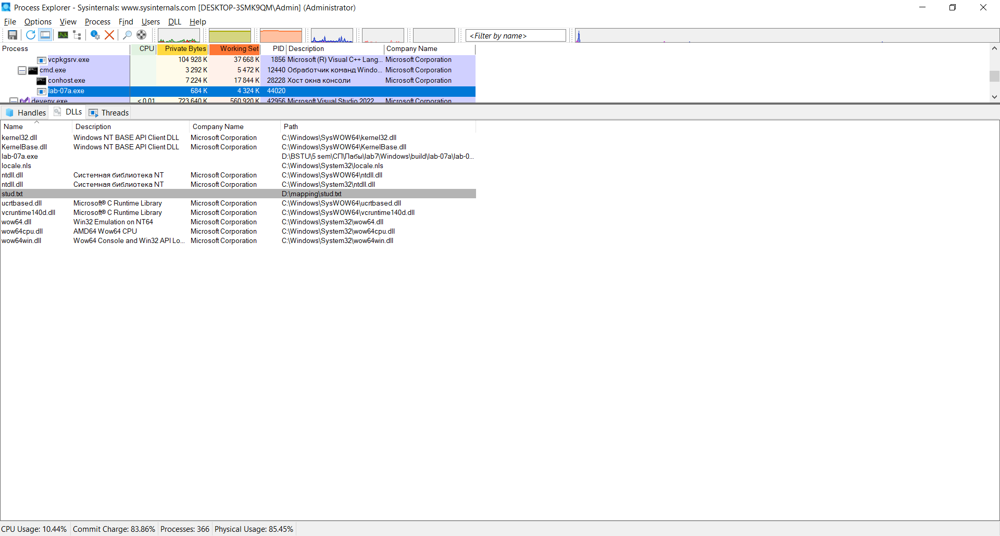 Process Explorer - Sysinternals: www.sysinternals.com [DESKTOP-3SMK9QM\Admin] (Administrator)
File Options View Process Find Users DLL Help
<Filter by name>
Process CPU Private Bytes Working Set PID Description Company Name
vcpkgsrv.exe 104 928 K 37 668 K 1856 Microsoft (R) Visual C++ Lang... Microsoft Corporation
cmd.exe 3 292 K 5 472 K 12440 Обработчик команд Windo... Microsoft Corporation
conhost.exe 7 224 K 17 844 K 28228 Хост окна консоли Microsoft Corporation
lab-07a.exe 684 K 4 324 K 44020
devenv.exe < 0.01 723 640 K 560 920 K 42956 Microsoft Visual Studio 2022 Microsoft Corporation
Handles DLLs Threads
Name Description Company Name Path
kernel32.dll Windows NT BASE API Client DLL Microsoft Corporation C:\Windows\SysWOW64\kernel32.dll
KernelBase.dll Windows NT BASE API Client DLL Microsoft Corporation C:\Windows\SysWOW64\KernelBase.dll
lab-07a.exe D:\BSTU\5 sem\СП\Лабы\lab7\Windows\build\lab-07a\lab-0...
locale.nls C:\Windows\System32\locale.nls
ntdll.dll Системная библиотека NT Microsoft Corporation C:\Windows\SysWOW64\ntdll.dll
ntdll.dll Системная библиотека NT Microsoft Corporation C:\Windows\System32\ntdll.dll
stud.txt D:\mapping\stud.txt
ucrtbased.dll Microsoft® C Runtime Library Microsoft Corporation C:\Windows\SysWOW64\ucrtbased.dll
vcruntime140d.dll Microsoft® C Runtime Library Microsoft Corporation C:\Windows\SysWOW64\vcruntime140d.dll
wow64.dll Win32 Emulation on NT64 Microsoft Corporation C:\Windows\System32\wow64.dll
wow64cpu.dll AMD64 Wow64 CPU Microsoft Corporation C:\Windows\System32\wow64cpu.dll
wow64win.dll Wow64 Console and Win32 API Lo... Microsoft Corporation C:\Windows\System32\wow64win.dll
CPU Usage: 10.44% Commit Charge: 83.86% Processes: 366 Physical Usage: 85.45%